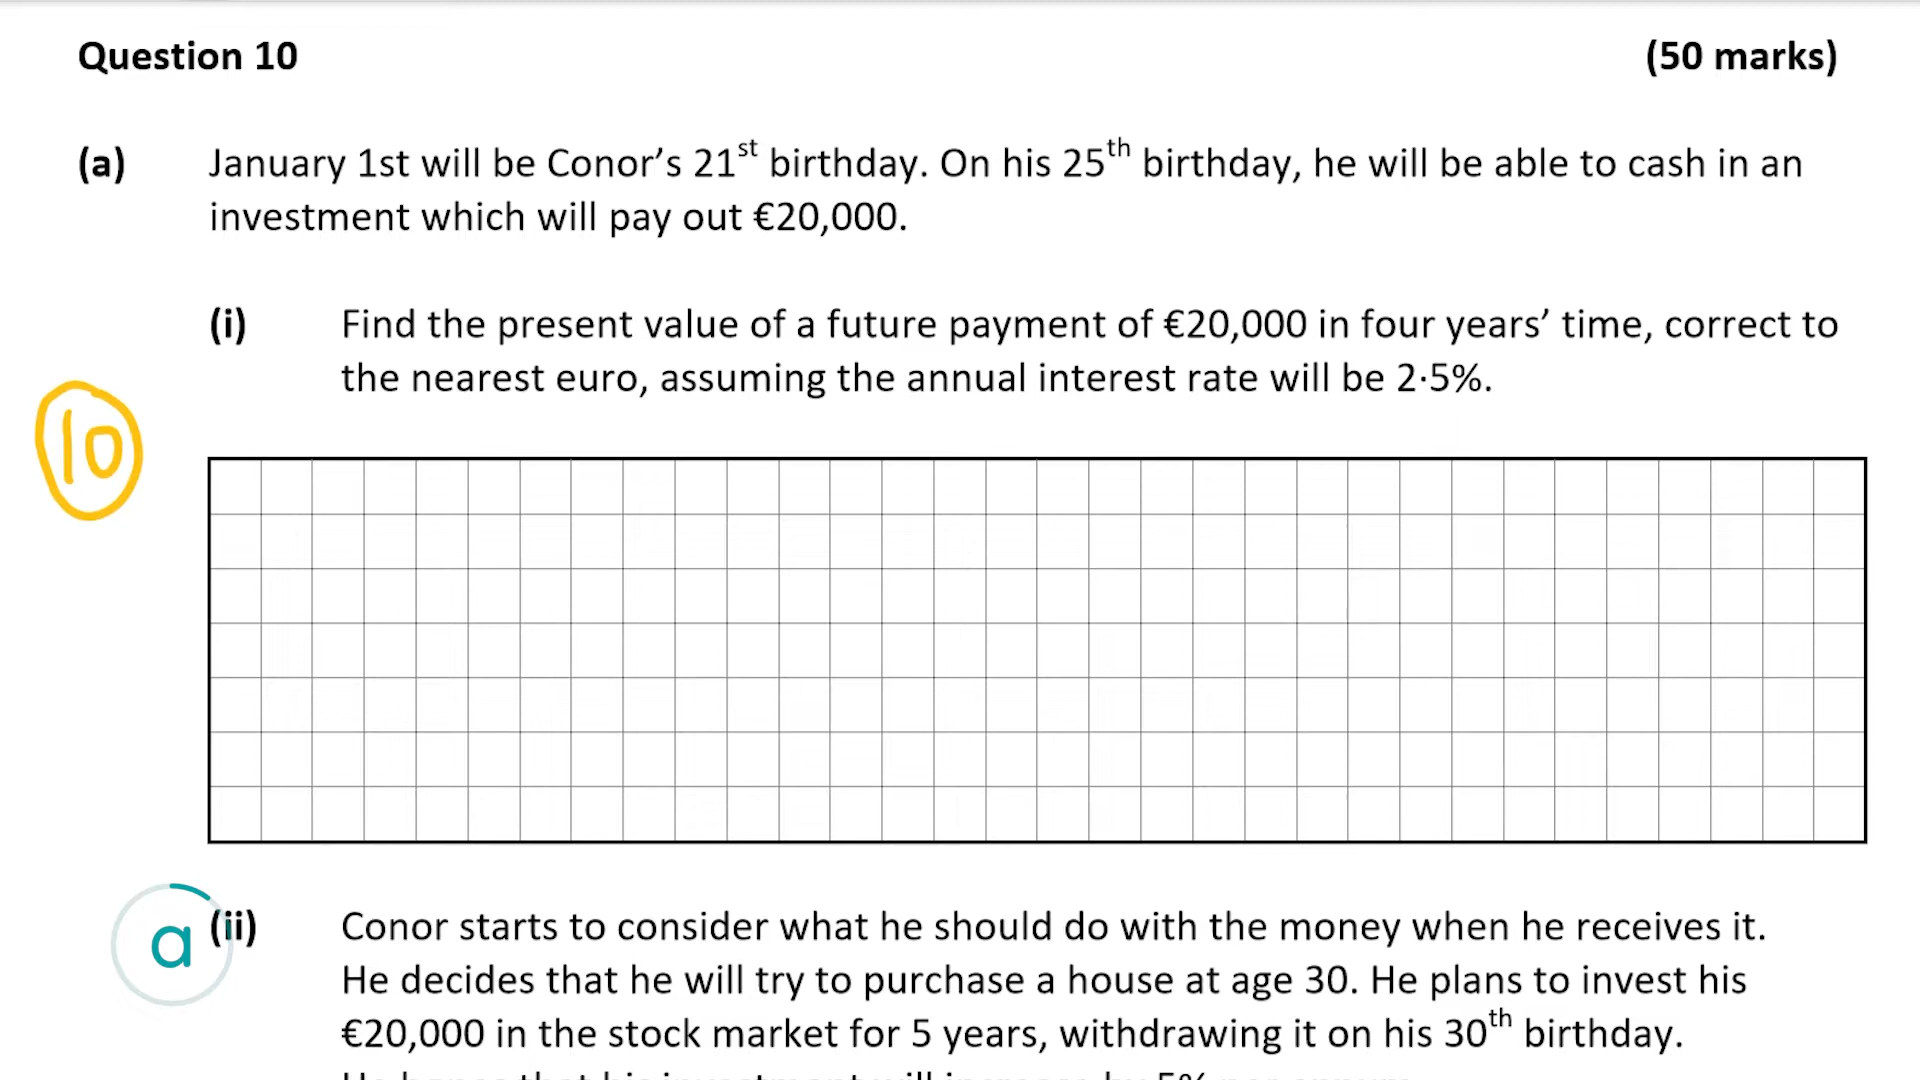 Question 10 (50 marks)
(a) January 1st will be Conor’s 21st birthday. On his 25th birthday, he will be able to cash in an
investment which will pay out €20,000.
(i) Find the present value of a future payment of €20,000 in four years’ time, correct to
the nearest euro, assuming the annual interest rate will be 2·5%.
10
a
(ii) Conor starts to consider what he should do with the money when he receives it.
He decides that he will try to purchase a house at age 30. He plans to invest his
€20,000 in the stock market for 5 years, withdrawing it on his 30th birthday.